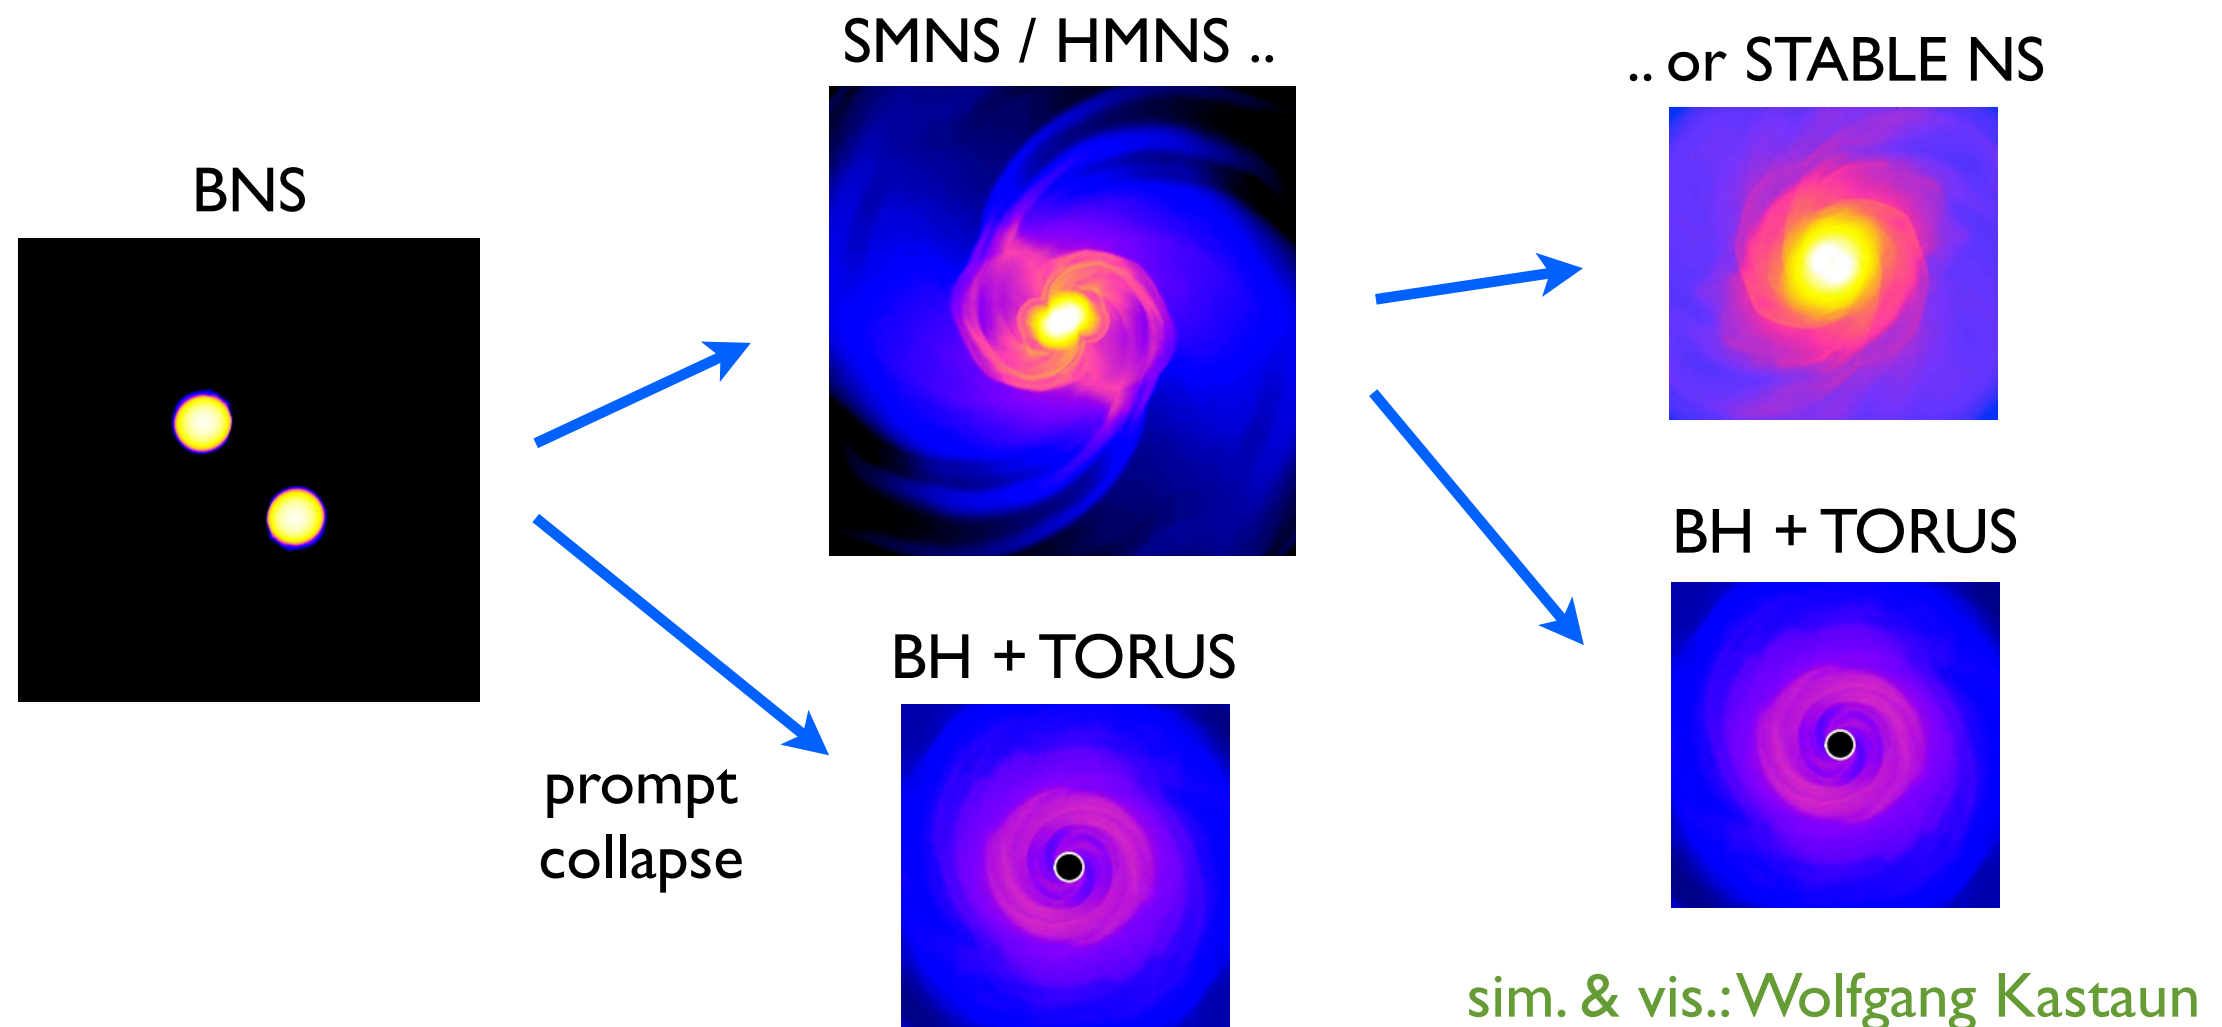 SMNS / HMNS ..
.. or STABLE NS
BNS
BH + TORUS
BH + TORUS
prompt
collapse
sim. & vis.: Wolfgang Kastaun